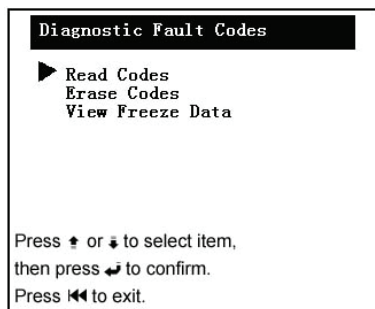 Diagnostic Fault Codes
Read Codes
Erase Codes
View Freeze Data
Press or to select item,
then press to confirm.
Press to exit.